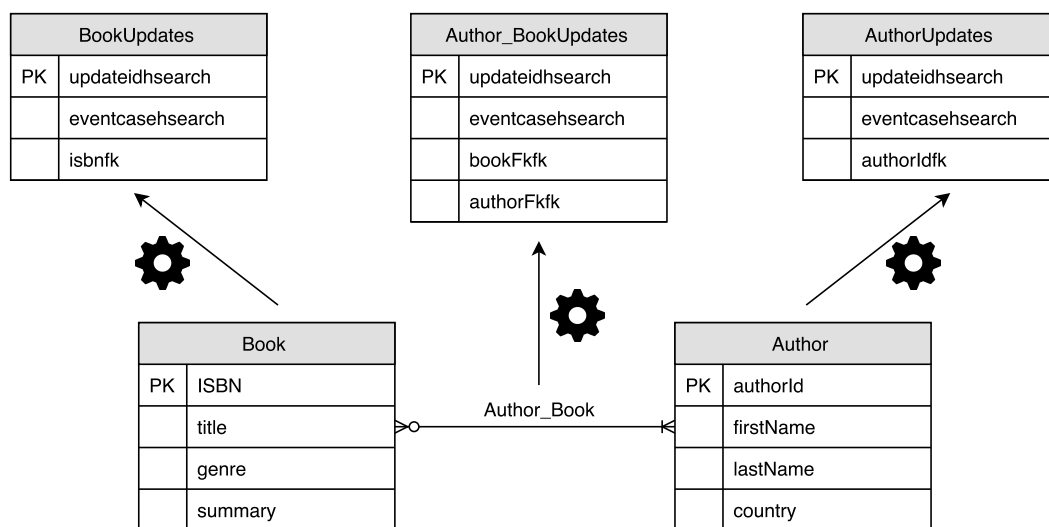 BookUpdates
PK updateidhsearch
eventcasehsearch
isbnfk
Author_BookUpdates
PK updateidhsearch
eventcasehsearch
bookFkfk
authorFkfk
AuthorUpdates
PK updateidhsearch
eventcasehsearch
authorIdfk
Book
PK ISBN
title
genre
summary
Author_Book
Author
PK authorId
firstName
lastName
country